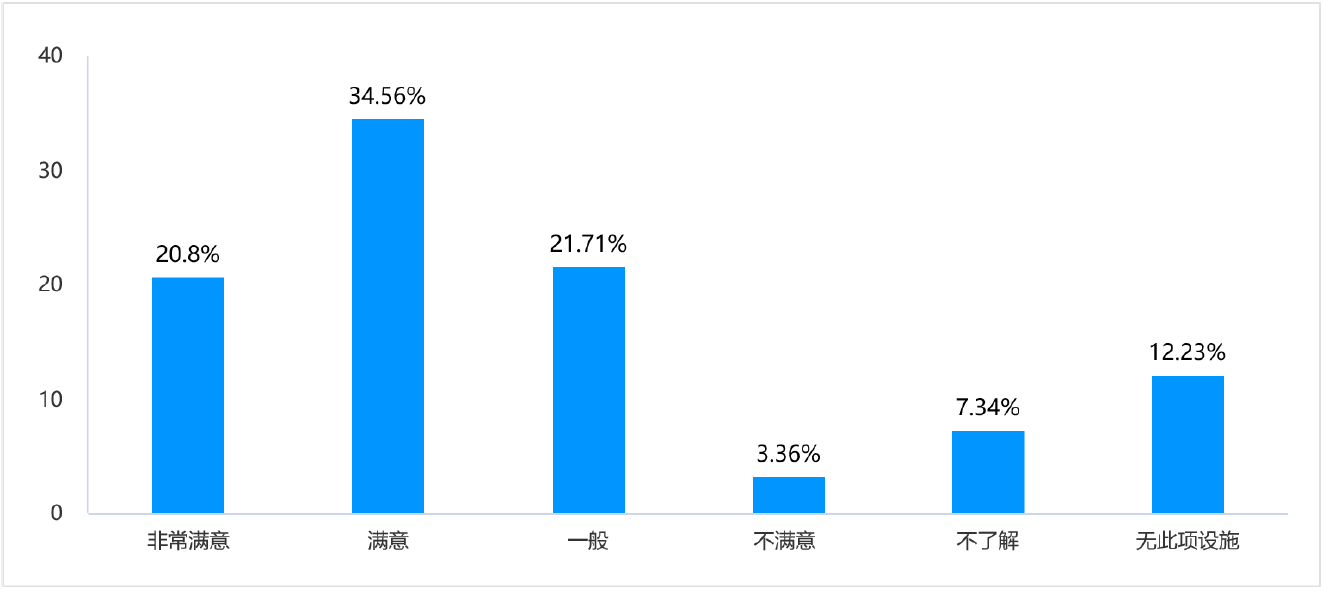 40
34.56%
30
20.8%
21.71%
20
12.23%
10
7.34%
3.36%
0
非常满意
满意
一般
不满意
不了解
无此项设施